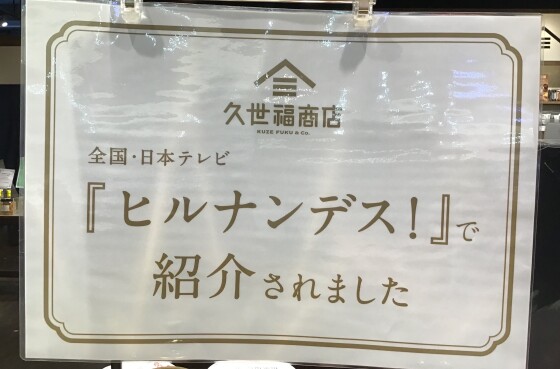 久世福商店
KUZE FUKU & Co.
全国・日本テレビ
『ヒルナンデス!』で
紹介されました